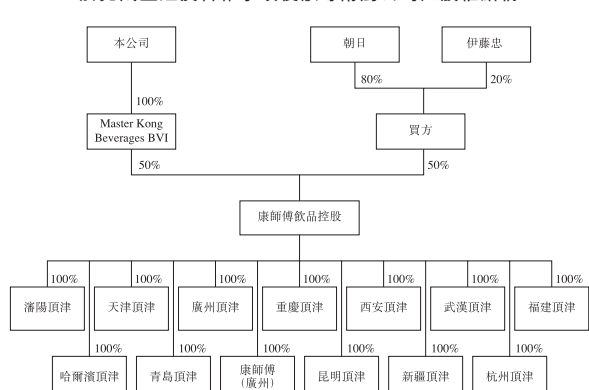 本公司
朝日
伊藤忠
80%
20%
100%
Master Kong
Beverages BVI
買方
50%
50%
康師傅飲品控股
100%
100%
100%
100%
100%
100%
100%
瀋陽頂津
天津頂津
廣州頂津
重慶頂津
西安頂津
武漢頂津
福建頂津
100%
100%
100%
100%
100%
100%
哈爾濱頂津
青島頂津
康師傅
(廣州)
昆明頂津
新疆頂津
杭州頂津